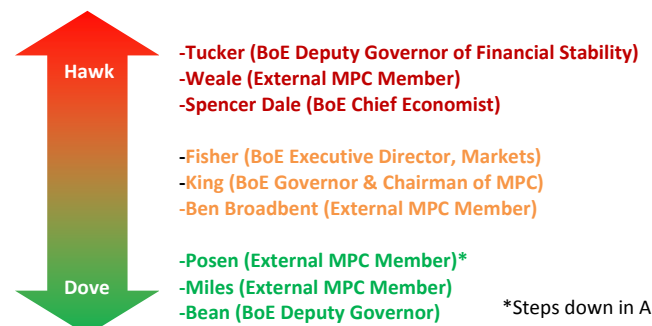 Hawk
-Tucker (BoE Deputy Governor of Financial Stability)
-Weale (External MPC Member)
-Spencer Dale (BoE Chief Economist)
-Fisher (BoE Executive Director, Markets)
-King (BoE Governor & Chairman of MPC)
-Ben Broadbent (External MPC Member)
-Posen (External MPC Member)*
-Miles (External MPC Member)
Dove
-Bean (BoE Deputy Governor)
*Steps down in A